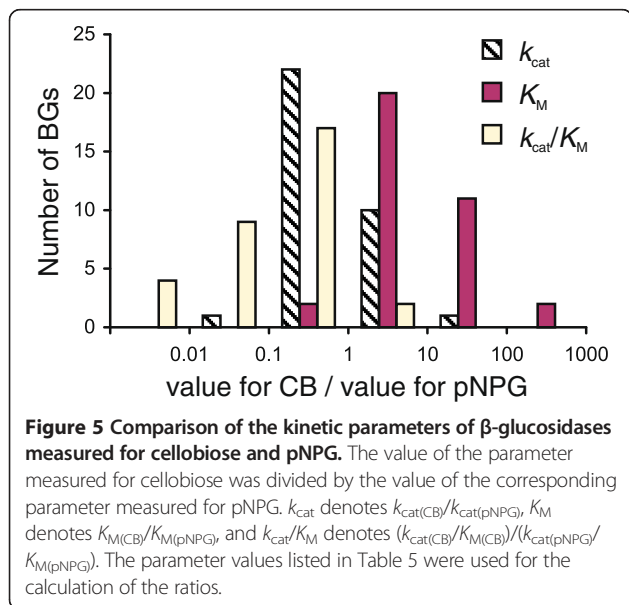 25
20
15
10
5
0
Number of BGs
kcat
KM
kcat/KM
0.01 0.1 1 10 100 1000
value for CB / value for pNPG
Figure 5 Comparison of the kinetic parameters of β-glucosidases
measured for cellobiose and pNPG. The value of the parameter
measured for cellobiose was divided by the value of the corresponding
parameter measured for pNPG. kcat denotes kcat(CB)/kcat(pNPG), KM
denotes KM(CB)/KM(pNPG), and kcat/KM denotes (kcat(CB)/KM(CB))/(kcat(pNPG)/
KM(pNPG)). The parameter values listed in Table 5 were used for the
calculation of the ratios.